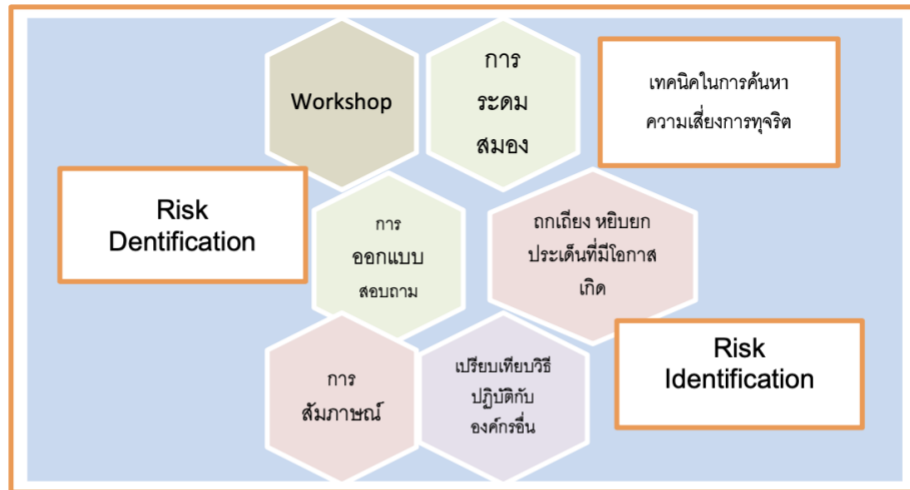 Workshop
การ
ระดม
สมอง
เทคนิคในการค้นหา
ความเสี่ยงการทุจริต
Risk
Dentification
การ
ออกแบบ
สอบถาม
ถกเถียง หยิบยก
ประเด็นที่มีโอกาส
เกิด
การ
สัมภาษณ์
เปรียบเทียบวิธี
ปฏิบัติกับ
องค์กรอื่น
Risk
Identification